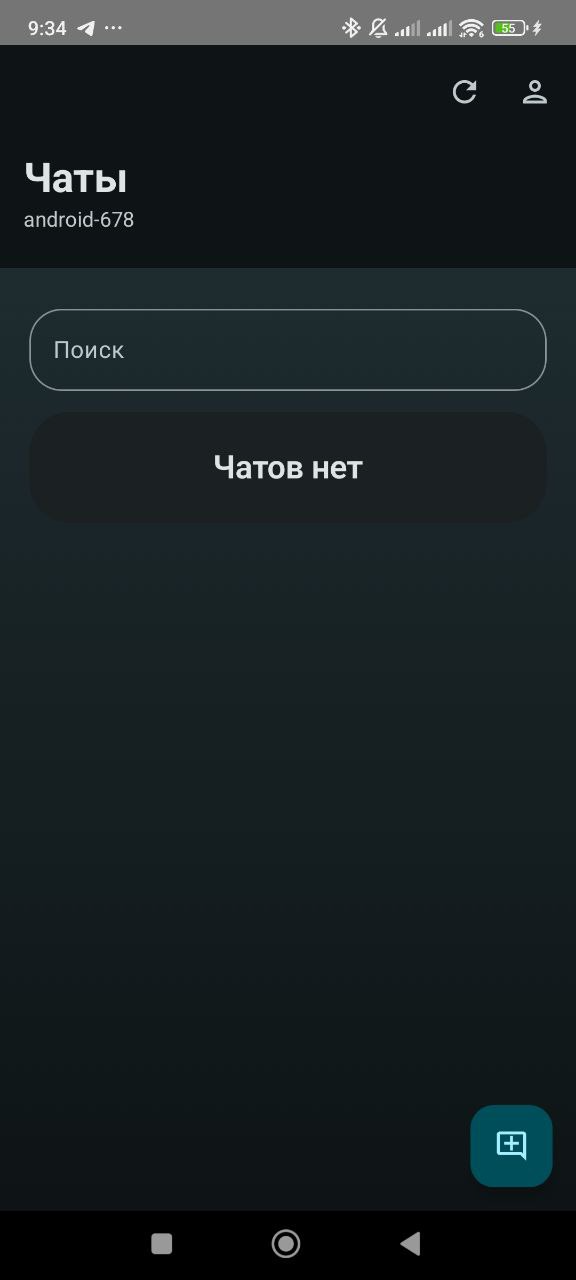 9:34
55
Чаты
android-678
Поиск
Чатов нет